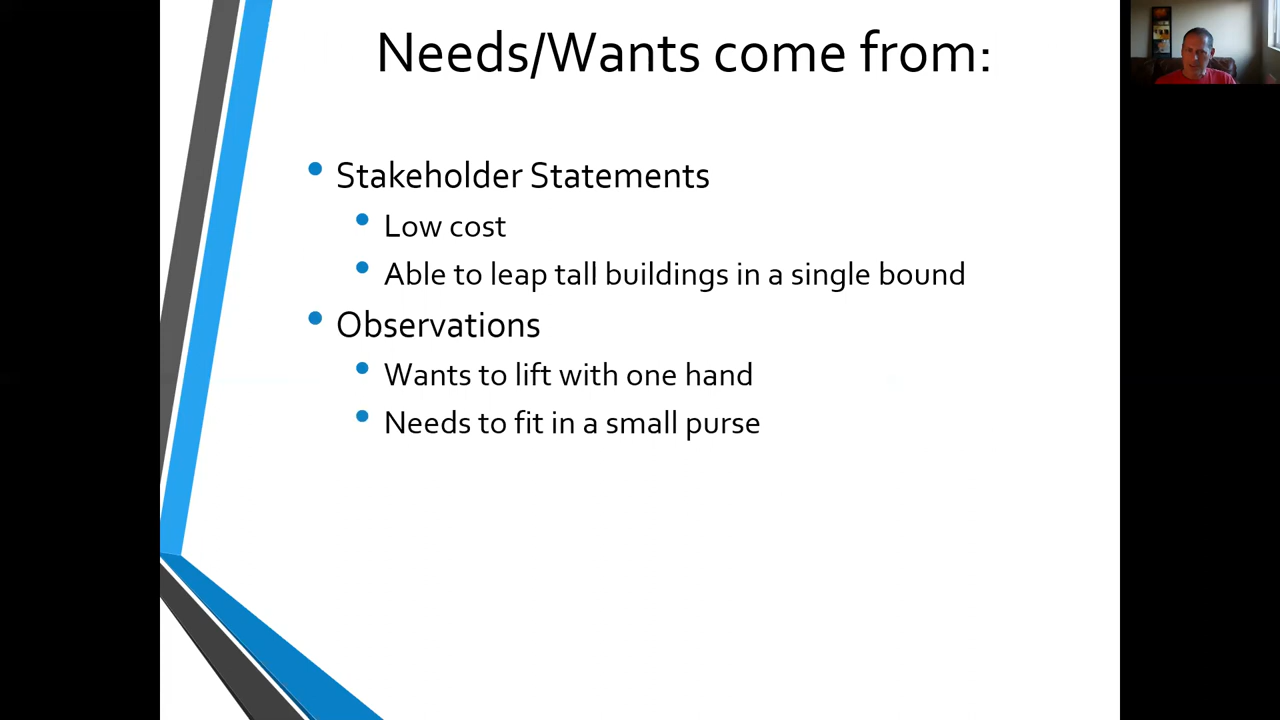 Needs/Wants come from:
Stakeholder Statements
Low cost
Able to leap tall buildings in a single bound
Observations
Wants to lift with one hand
Needs to fit in a small purse